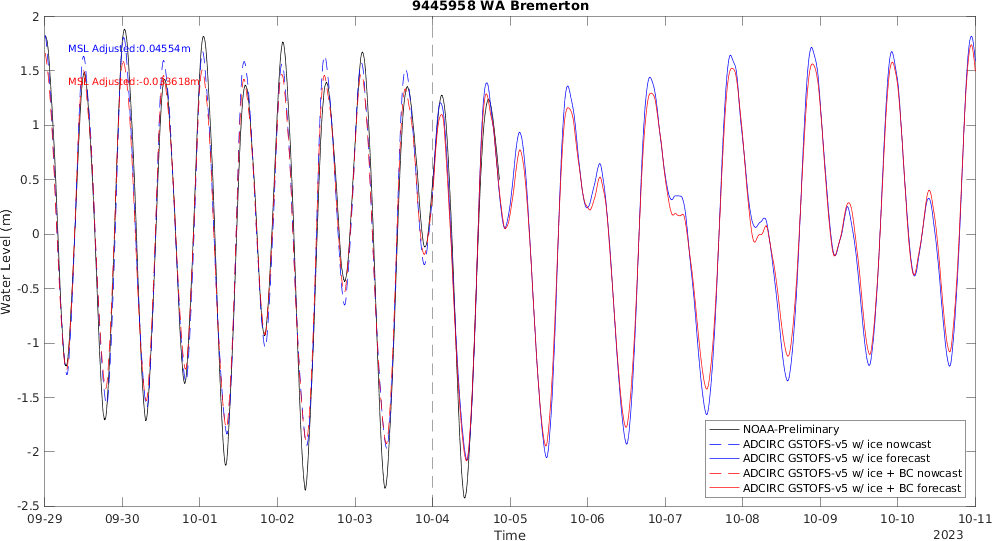 9445958 WA Bremerton
MSL Adjusted:0.04554m
MSL Adjusted:-0.033618m
Water Level (m)
2
1.5
1
0.5
0
-0.5
-1
-1.5
-2
-2.5
NOAA-Preliminary
ADCIRC GSTOFS-v5 w/ ice nowcast
ADCIRC GSTOFS-v5 w/ ice forecast
ADCIRC GSTOFS-v5 w/ ice + BC nowcast
ADCIRC GSTOFS-v5 w/ ice + BC forecast
09-29 09-30 10-01 10-02 10-03 10-04 10-05 10-06 10-07 10-08 10-09 10-10 10-11
Time
2023